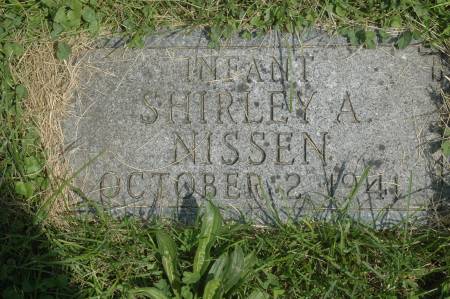 INFANT
SHIRLEY A.
NISSEN
OCTOBER 2, 1941